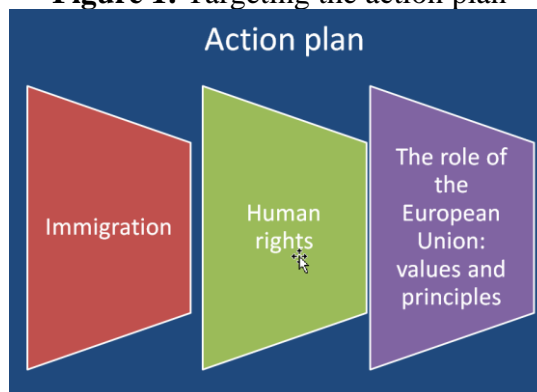 Figure 1: Targeting the action plan
Action plan
Immigration
Human
rights
The role of
the
European
Union:
values and
principles